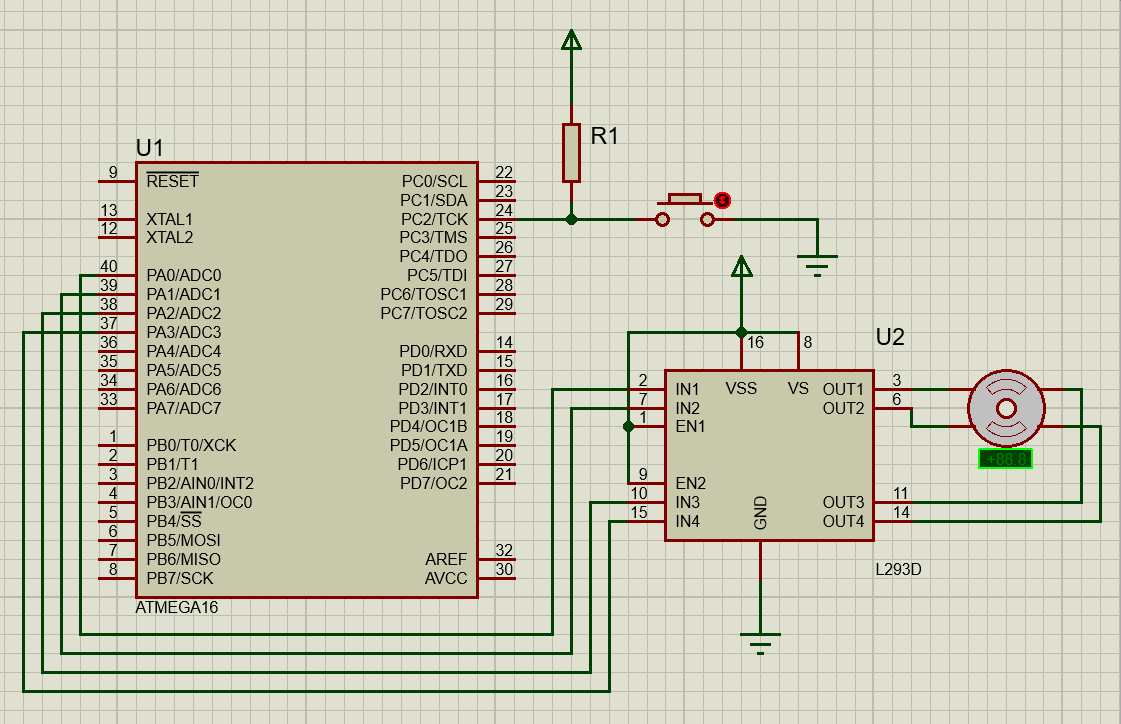 U1
9 RESET
13 XTAL1
12 XTAL2
40 PA0/ADC0
39 PA1/ADC1
38 PA2/ADC2
37 PA3/ADC3
36 PA4/ADC4
35 PA5/ADC5
34 PA6/ADC6
33 PA7/ADC7
1 PB0/T0/XCK
2 PB1/T1
3 PB2/AIN0/INT2
4 PB3/AIN1/OC0
5 PB4/SS
6 PB5/MOSI
7 PB6/MISO
8 PB7/SCK
PC0/SCL 22
PC1/SDA 23
PC2/TCK 24
PC3/TMS 25
PC4/TDO 26
PC5/TDI 27
PC6/TOSC1 28
PC7/TOSC2 29
PD0/RXD 14
PD1/TXD 15
PD2/INT0 16
PD3/INT1 17
PD4/OC1B 18
PD5/OC1A 19
PD6/ICP1 20
PD7/OC2 21
AREF 32
AVCC 30
ATMEGA16
R1
U2
16 8
VSS VS
2 IN1
7 IN2
1 EN1
9 EN2
10 IN3
15 IN4
GND
OUT1 3
OUT2 6
OUT3 11
OUT4 14
L293D
+88.8